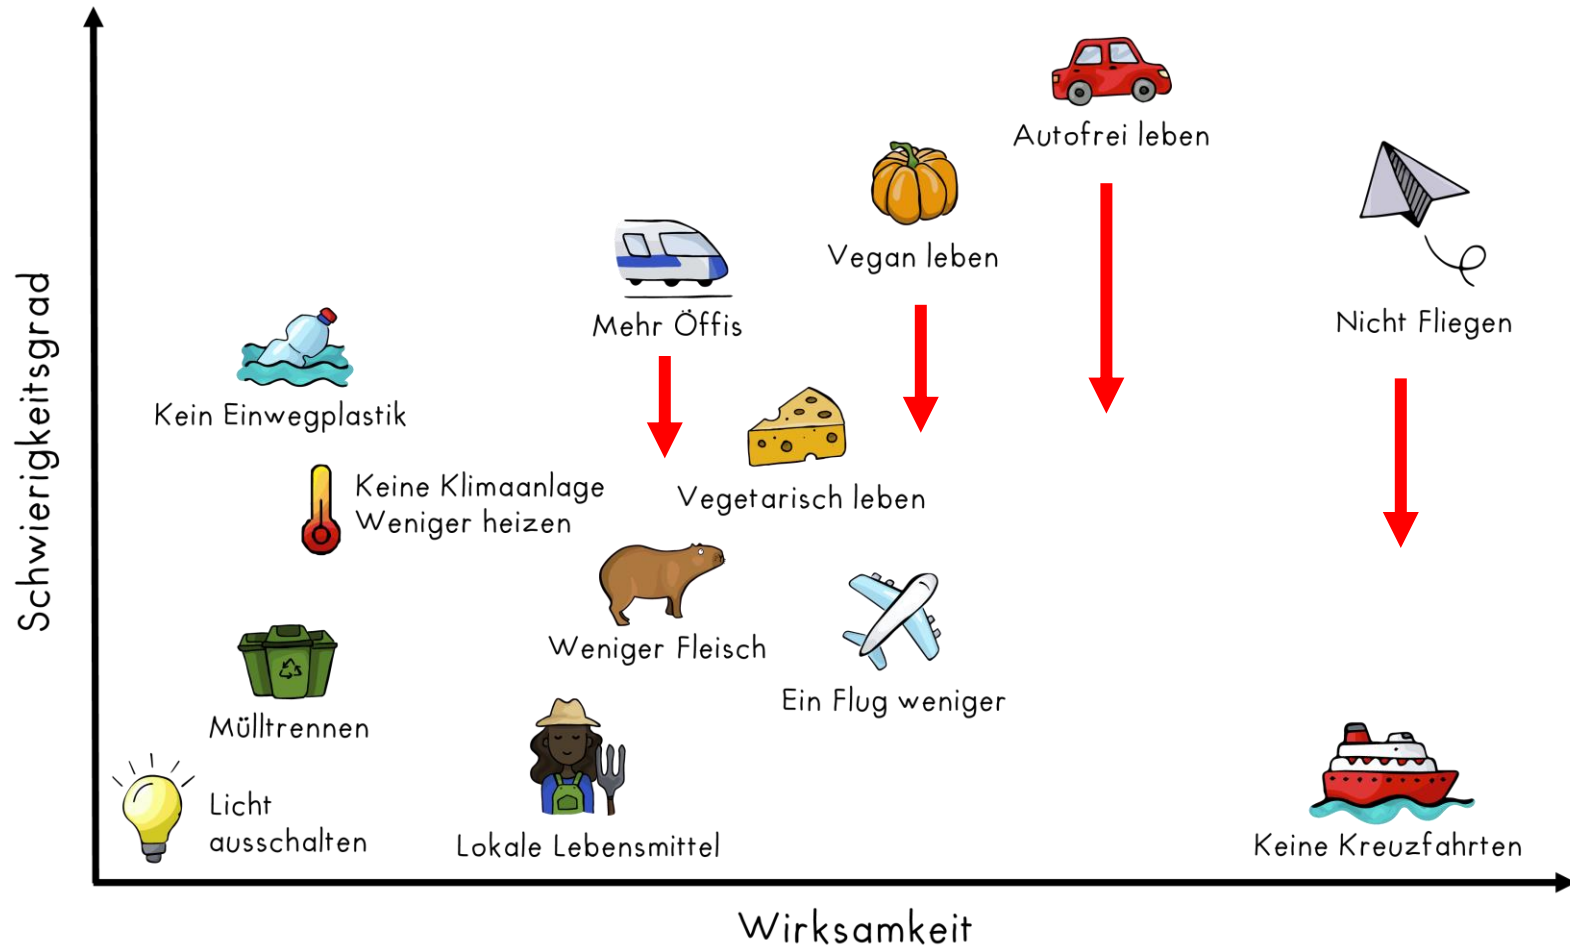 Autofrei leben
Vegan leben
Mehr Öffis
Nicht Fliegen
Kein Einwegplastik
Keine Klimaanlage
Weniger heizen
Vegetarisch leben
Weniger Fleisch
Ein Flug weniger
Mülltrennen
Licht
ausschalten
Lokale Lebensmittel
Keine Kreuzfahrten
Schwierigkeitsgrad
Wirksamkeit